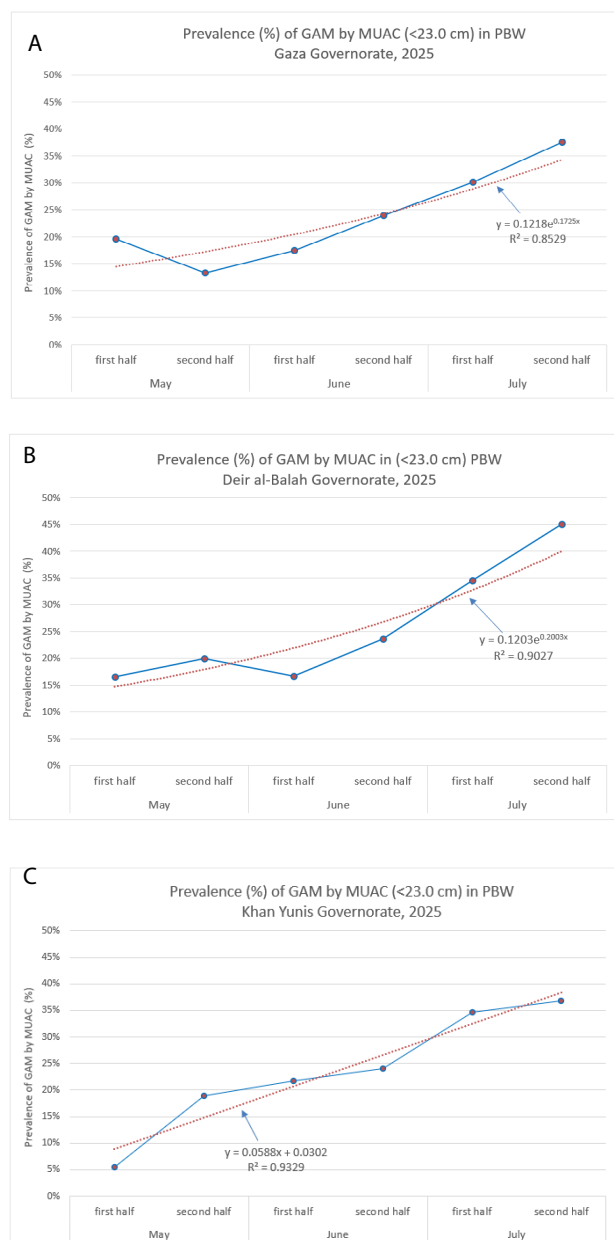 A
Prevalence (%) of GAM by MUAC (<23.0 cm) in PBW
Gaza Governorate, 2025
Prevalence of GAM by MUAC (%)
50%
45%
40%
35%
30%
25%
20%
15%
10%
5%
0%
y = 0.1218e^0.1725x
R² = 0.8529
first half second half first half second half first half second half
May June July
B
Prevalence (%) of GAM by MUAC in (<23.0 cm) PBW
Deir al-Balah Governorate, 2025
Prevalence of GAM by MUAC (%)
50%
45%
40%
35%
30%
25%
20%
15%
10%
5%
0%
y = 0.1203e^0.2003x
R² = 0.9027
first half second half first half second half first half second half
May June July
C
Prevalence (%) of GAM by MUAC (<23.0 cm) in PBW
Khan Yunis Governorate, 2025
Prevalence of GAM by MUAC (%)
50%
45%
40%
35%
30%
25%
20%
15%
10%
5%
0%
y = 0.0588x + 0.0302
R² = 0.9329
first half second half first half second half first half second half
May June July